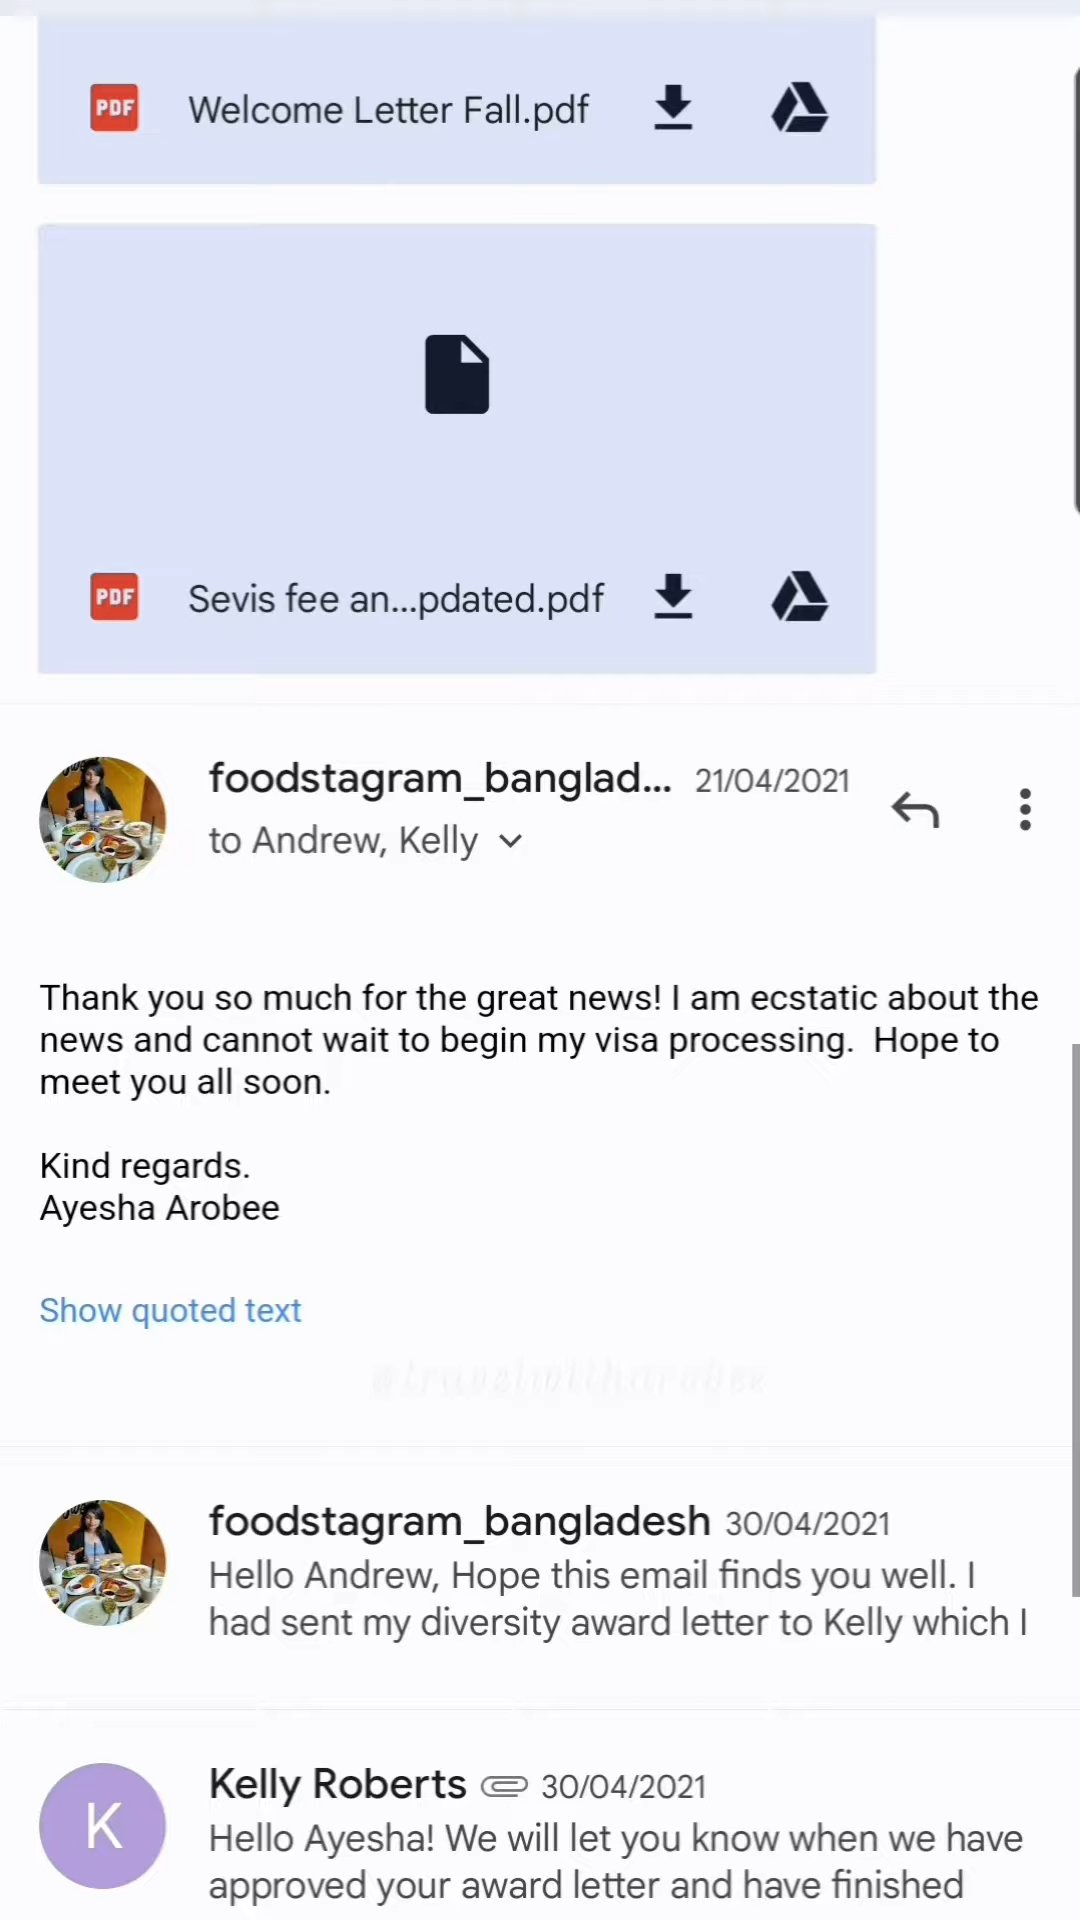 PDF Welcome Letter Fall.pdf
PDF Sevis fee an...pdated.pdf
foodstagram_banglad... 21/04/2021
to Andrew, Kelly
Thank you so much for the great news! I am ecstatic about the
news and cannot wait to begin my visa processing.  Hope to
meet you all soon.
Kind regards.
Ayesha Arobee
Show quoted text
@travelwitharobee
foodstagram_bangladesh 30/04/2021
Hello Andrew, Hope this email finds you well. I
had sent my diversity award letter to Kelly which I
K
Kelly Roberts 30/04/2021
Hello Ayesha! We will let you know when we have
approved your award letter and have finished